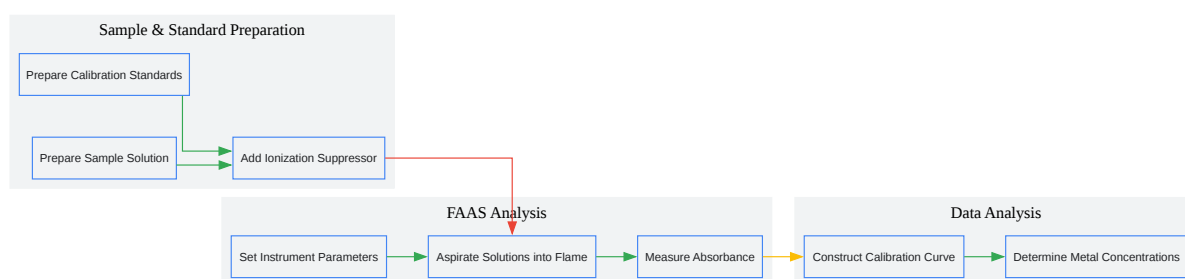 Sample & Standard Preparation
Prepare Calibration Standards
Prepare Sample Solution
Add Ionization Suppressor
FAAS Analysis
Set Instrument Parameters
Aspirate Solutions into Flame
Measure Absorbance
Data Analysis
Construct Calibration Curve
Determine Metal Concentrations